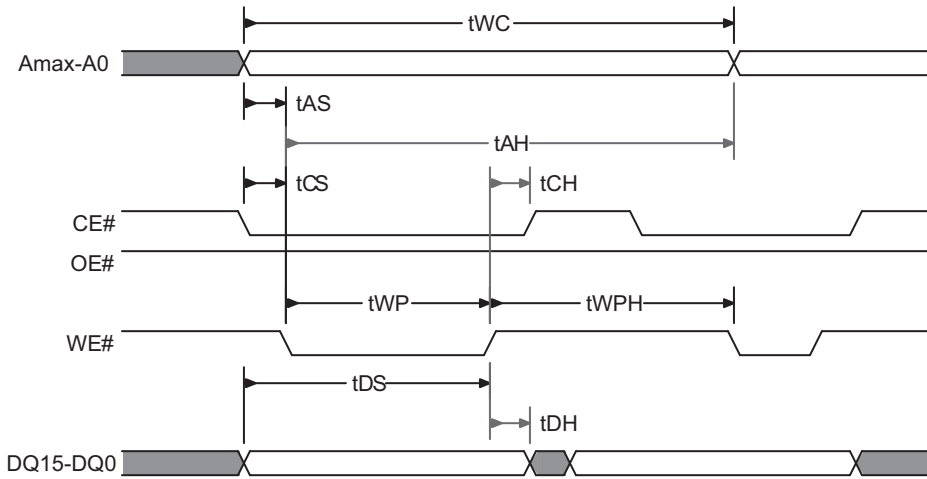 tWC
Amax-A0
tAS
tAH
tCS
tCH
CE#
OE#
tWP
tWPH
WE#
tDS
tDH
DQ15-DQ0